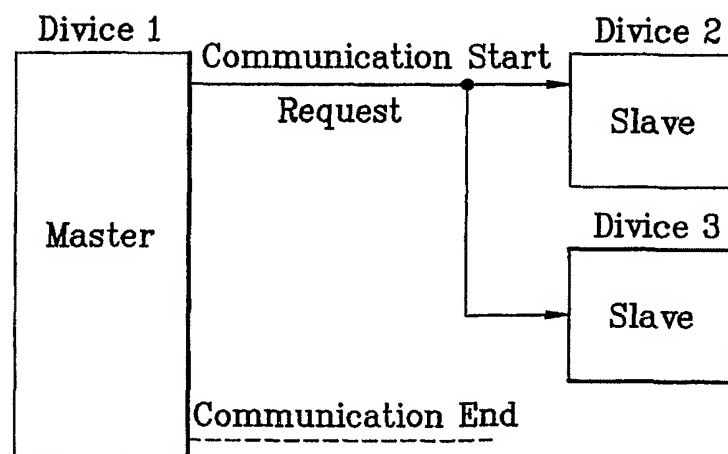 Divice 1
Communication Start
Request
Divice 2
Slave
Master
Divice 3
Slave
Communication End